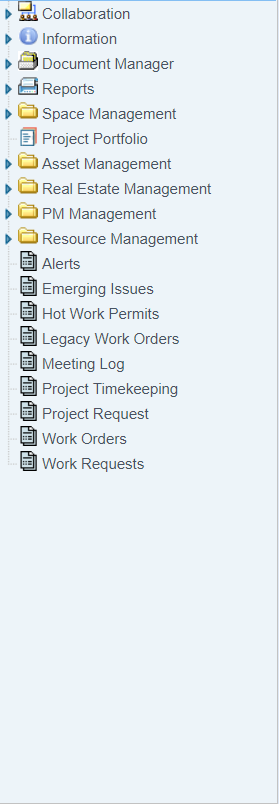 Collaboration
Information
Document Manager
Reports
Space Management
Project Portfolio
Asset Management
Real Estate Management
PM Management
Resource Management
Alerts
Emerging Issues
Hot Work Permits
Legacy Work Orders
Meeting Log
Project Timekeeping
Project Request
Work Orders
Work Requests